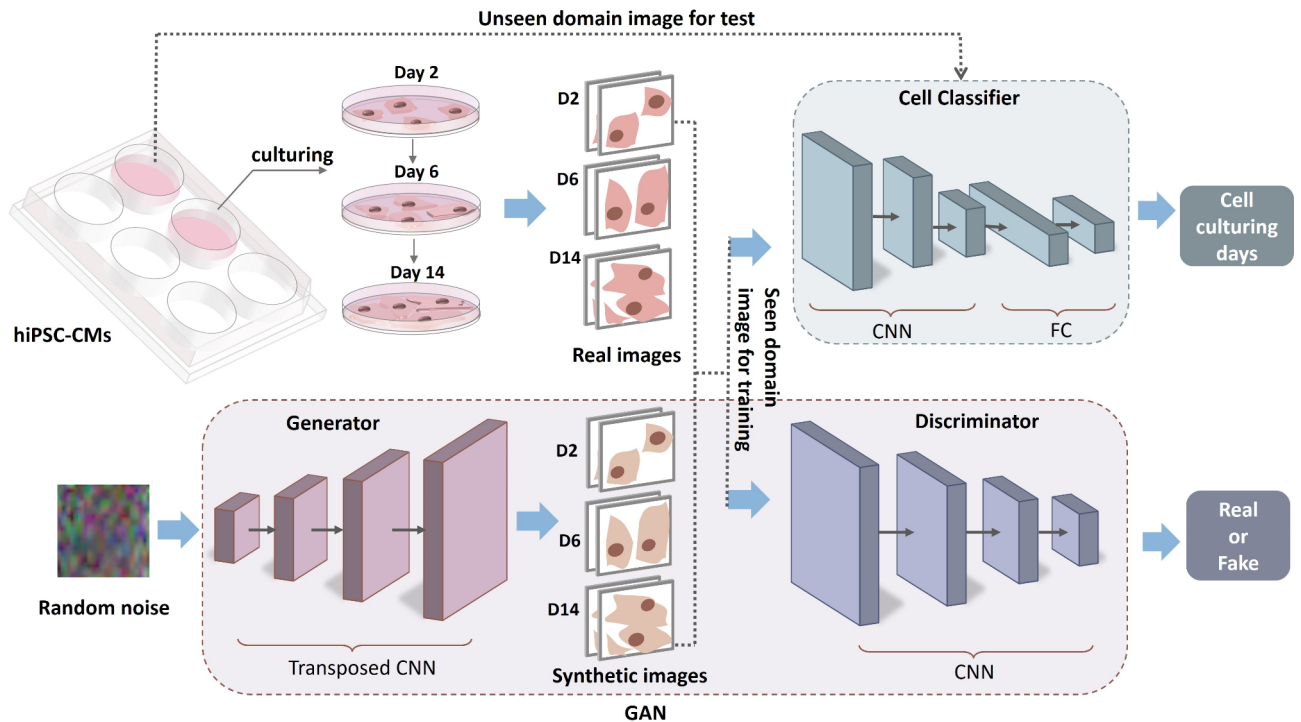 Unseen domain image for test
Day 2
culturing
Day 6
Day 14
hiPSC-CMs
D2
D6
D14
Real images
Seen domain
image for training
Cell Classifier
CNN
FC
Cell
culturing
days
Generator
Random noise
Transposed CNN
D2
D6
D14
Synthetic images
Discriminator
CNN
Real
or
Fake
GAN